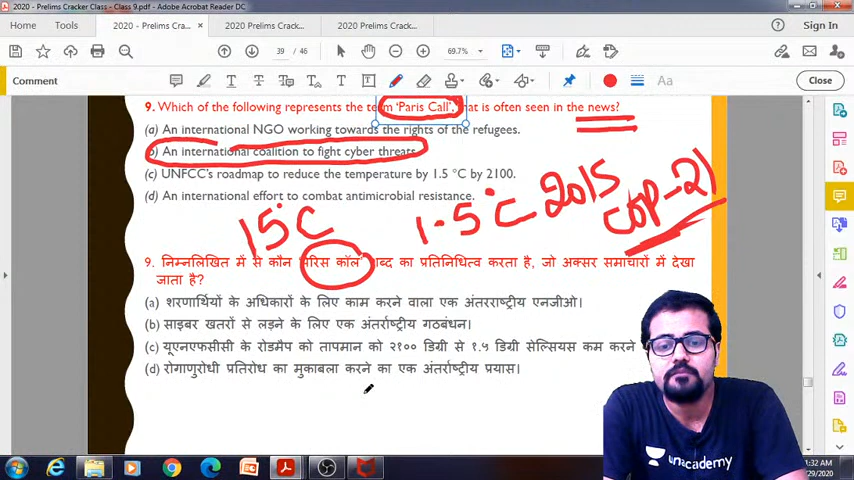 2020 - Prelims Cracker Class - Class 9.pdf - Adobe Acrobat Reader DC
Home Tools 2020 - Prelims Cra... × 2020 - Prelims Crack... 2020 - Prelims Crack... Sign In
39 / 46 69.7%
Comment Close
9. Which of the following represents the term 'Paris Call', that is often seen in the news?
(a) An international NGO working towards the rights of the refugees.
b) An international coalition to fight cyber threats
(c) UNFCC's roadmap to reduce the temperature by 1.5 °C by 2100.
(d) An international effort to combat antimicrobial resistance.
15°C 1.5°C 2015 COP-21
9. निम्नलिखित में से कौन पेरिस कॉल शब्द का प्रतिनिधित्व करता है, जो अक्सर समाचारों में देखा
जाता है?
(a) शरणार्थियों के अधिकारों के लिए काम करने वाला एक अंतरराष्ट्रीय एनजीओ।
(b) साइबर खतरों से लड़ने के लिए एक अंतर्राष्ट्रीय गठबंधन।
(c) यूएनएफसीसी के रोडमैप को तापमान को २१०० डिग्री से १.५ डिग्री सेल्सियस कम करने
(d) रोगाणुरोधी प्रतिरोध का मुकाबला करने का एक अंतर्राष्ट्रीय प्रयास।
unacademy
:32 AM
/29/2020